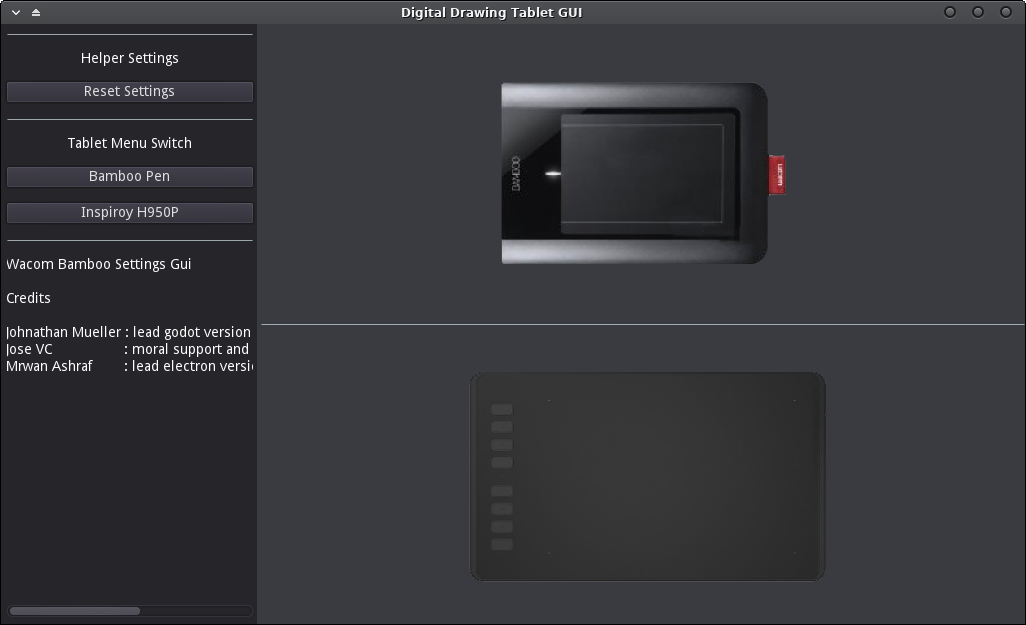 Digital Drawing Tablet GUI
Helper Settings
Reset Settings
Tablet Menu Switch
Bamboo Pen
Inspiroy H950P
Wacom Bamboo Settings Gui
Credits
Johnathan Mueller : lead godot version
Jose VC : moral support and
Mrwan Ashraf : lead electron versi
BAMBOO
wacom